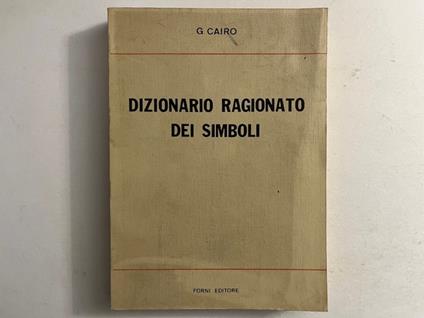 G. CAIRO
DIZIONARIO RAGIONATO
DEI SIMBOLI
FORNI EDITORE